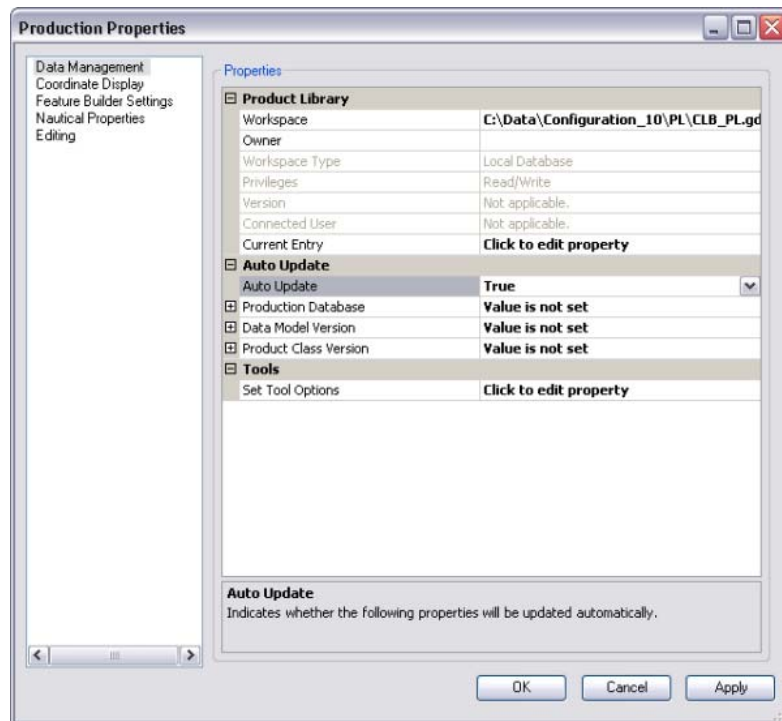 Production Properties
Data Management
Coordinate Display
Feature Builder Settings
Nautical Properties
Editing
Properties
Product Library
Workspace C:\Data\Configuration_10\PL\CLB_PL.gd
Owner
Workspace Type Local Database
Privileges Read/Write
Version Not applicable.
Connected User Not applicable.
Current Entry Click to edit property
Auto Update
Auto Update True
Production Database Value is not set
Data Model Version Value is not set
Product Class Version Value is not set
Tools
Set Tool Options Click to edit property
Auto Update
Indicates whether the following properties will be updated automatically.
OK Cancel Apply